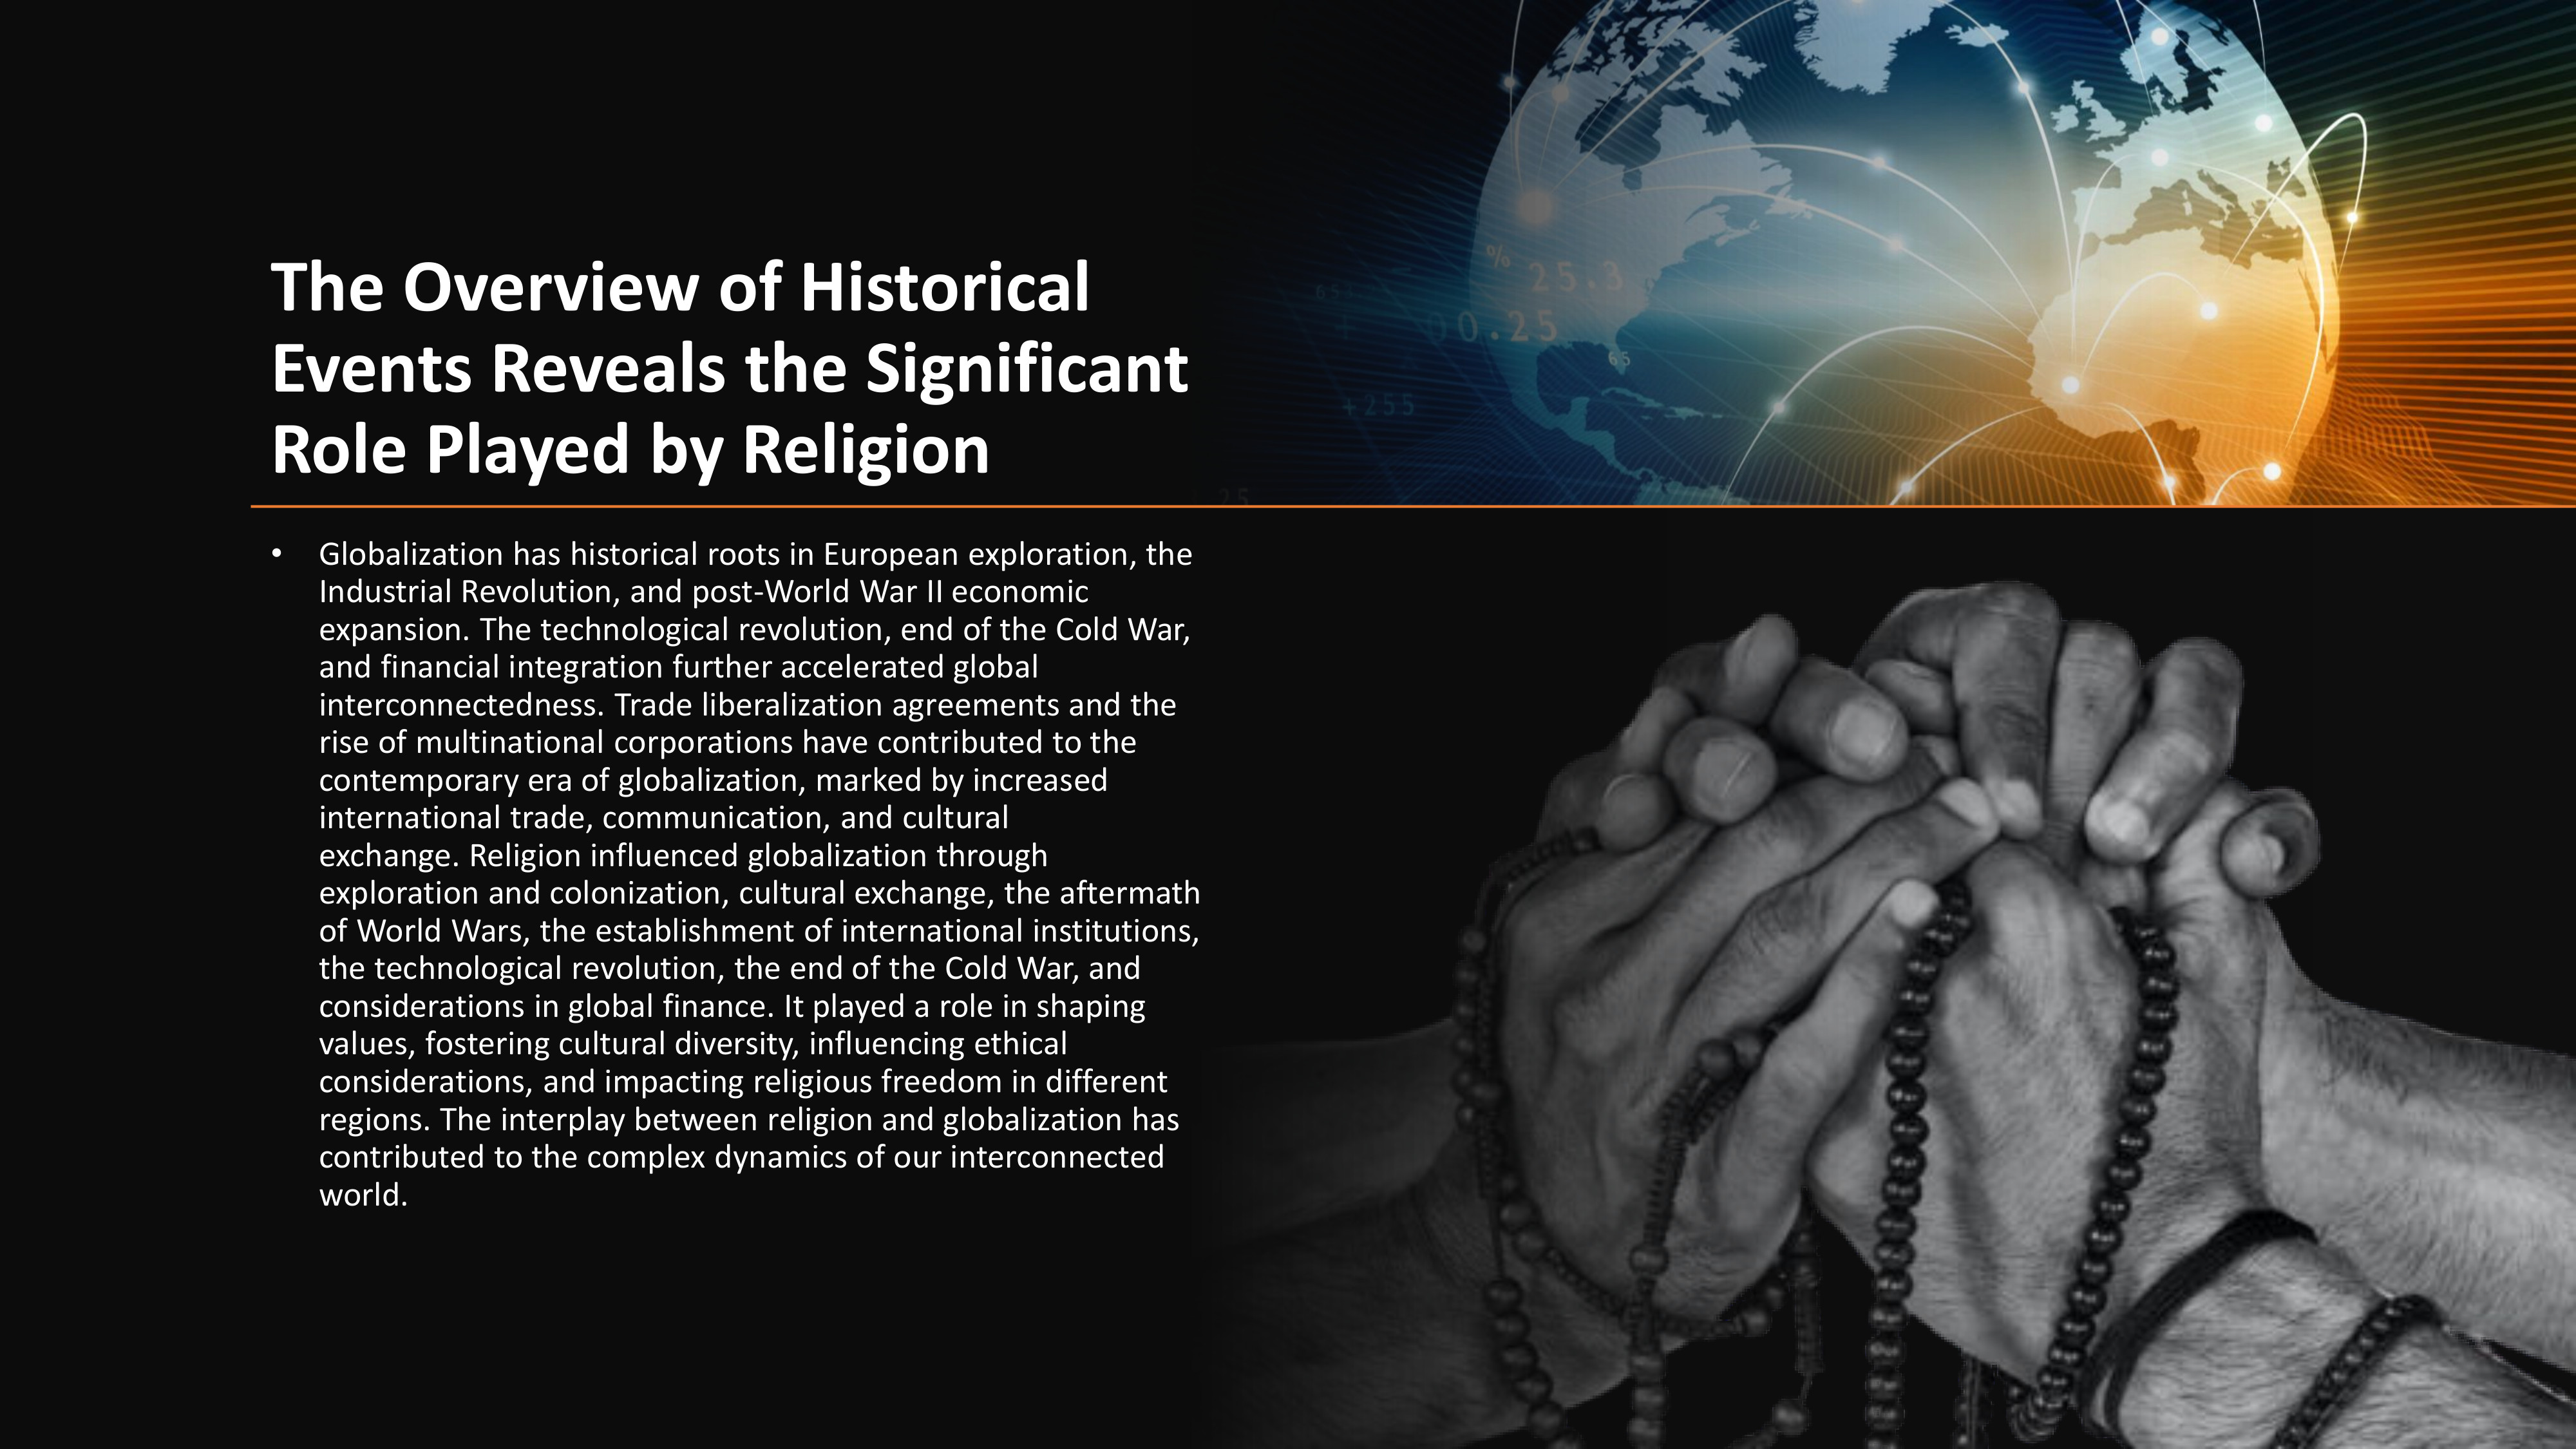 The Overview of Historical
Events Reveals the Significant
Role Played by Religion
• Globalization has historical roots in European exploration, the
Industrial Revolution, and post-World War II economic
expansion. The technological revolution, end of the Cold War,
and financial integration further accelerated global
interconnectedness. Trade liberalization agreements and the
rise of multinational corporations have contributed to the
contemporary era of globalization, marked by increased
international trade, communication, and cultural
exchange. Religion influenced globalization through
exploration and colonization, cultural exchange, the aftermath
of World Wars, the establishment of international institutions,
the technological revolution, the end of the Cold War, and
considerations in global finance. It played a role in shaping
values, fostering cultural diversity, influencing ethical
considerations, and impacting religious freedom in different
regions. The interplay between religion and globalization has
contributed to the complex dynamics of our interconnected
world.
% 25.3
00.25
65
+255
25